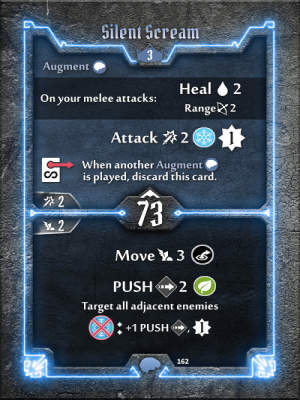 Silent Scream
3
Augment
On your melee attacks:
Heal 2
Range 2
Attack 2
When another Augment
is played, discard this card.
2
73
2
Move 3
PUSH 2
Target all adjacent enemies
: +1 PUSH ,
162